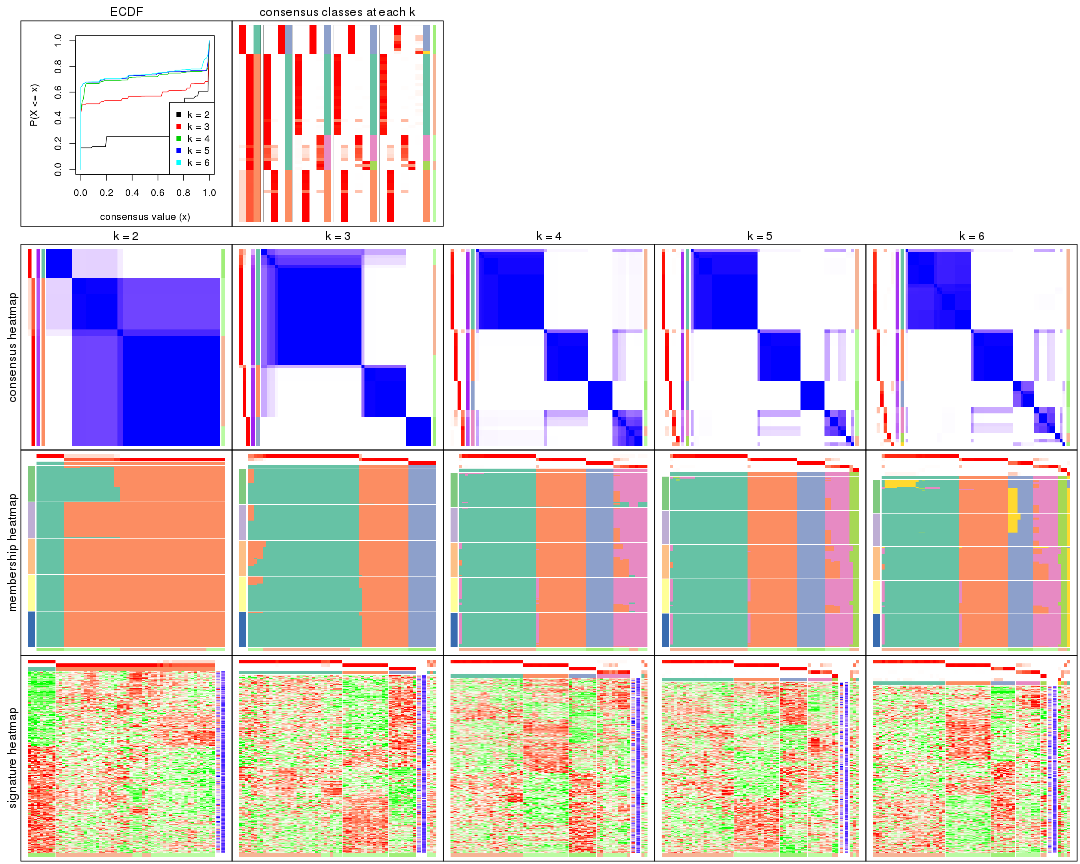 ECDF
consensus classes at each k
P(X <= x)
0.0 0.2 0.4 0.6 0.8 1.0
k = 2
k = 3
k = 4
k = 5
k = 6
0.0 0.2 0.4 0.6 0.8 1.0
consensus value (x)
k = 2
k = 3
k = 4
k = 5
k = 6
consensus heatmap
membership heatmap
signature heatmap